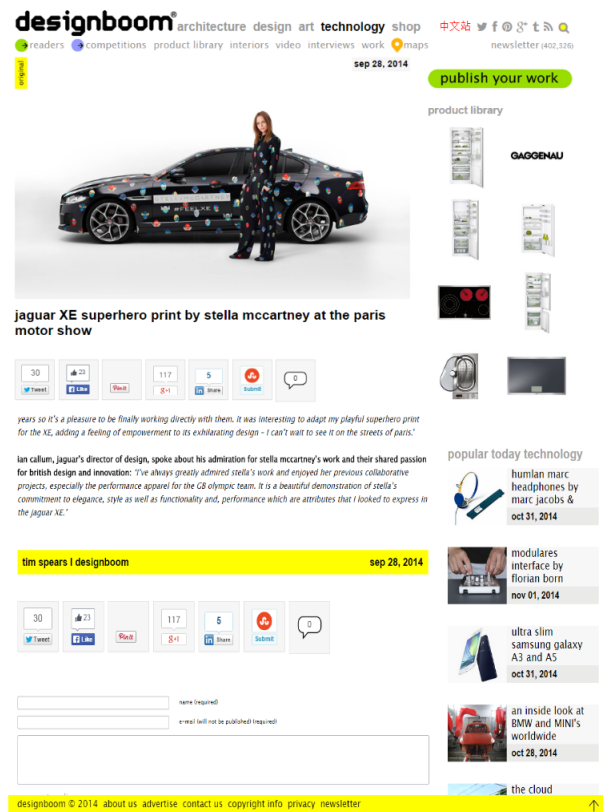 designboom®
architecture design art technology shop
中文站
readers competitions product library interiors video interviews work maps
newsletter (402,326)
original
sep 28, 2014
publish your work
product library
GAGGENAU
#FEELXE
jaguar XE superhero print by stella mccartney at the paris
motor show
30 23 117 5 0
Tweet Like Pinit g+1 Share Submit
years so it's a pleasure to be finally working directly with them. it was interesting to adapt my playful superhero print
for the XE, adding a feeling of empowerment to its exhilarating design – I can't wait to see it on the streets of paris.'
ian callum, jaguar's director of design, spoke about his admiration for stella mccartney's work and their shared passion
for british design and innovation: 'I've always greatly admired stella's work and enjoyed her previous collaborative
projects, especially the performance apparel for the GB olympic team. It is a beautiful demonstration of stella's
commitment to elegance, style as well as functionality and, performance which are attributes that I looked to express in
the jaguar XE.'
tim spears I designboom
sep 28, 2014
30 23 117 5 0
Tweet Like Pinit g+1 Share Submit
name (required)
e-mail (will not be published) (required)
popular today technology
humlan marc
headphones by
marc jacobs &
oct 31, 2014
modulares
interface by
florian born
nov 01, 2014
ultra slim
samsung galaxy
A3 and A5
oct 31, 2014
an inside look at
BMW and MINI's
worldwide
oct 28, 2014
the cloud
designboom © 2014 about us advertise contact us copyright info privacy newsletter